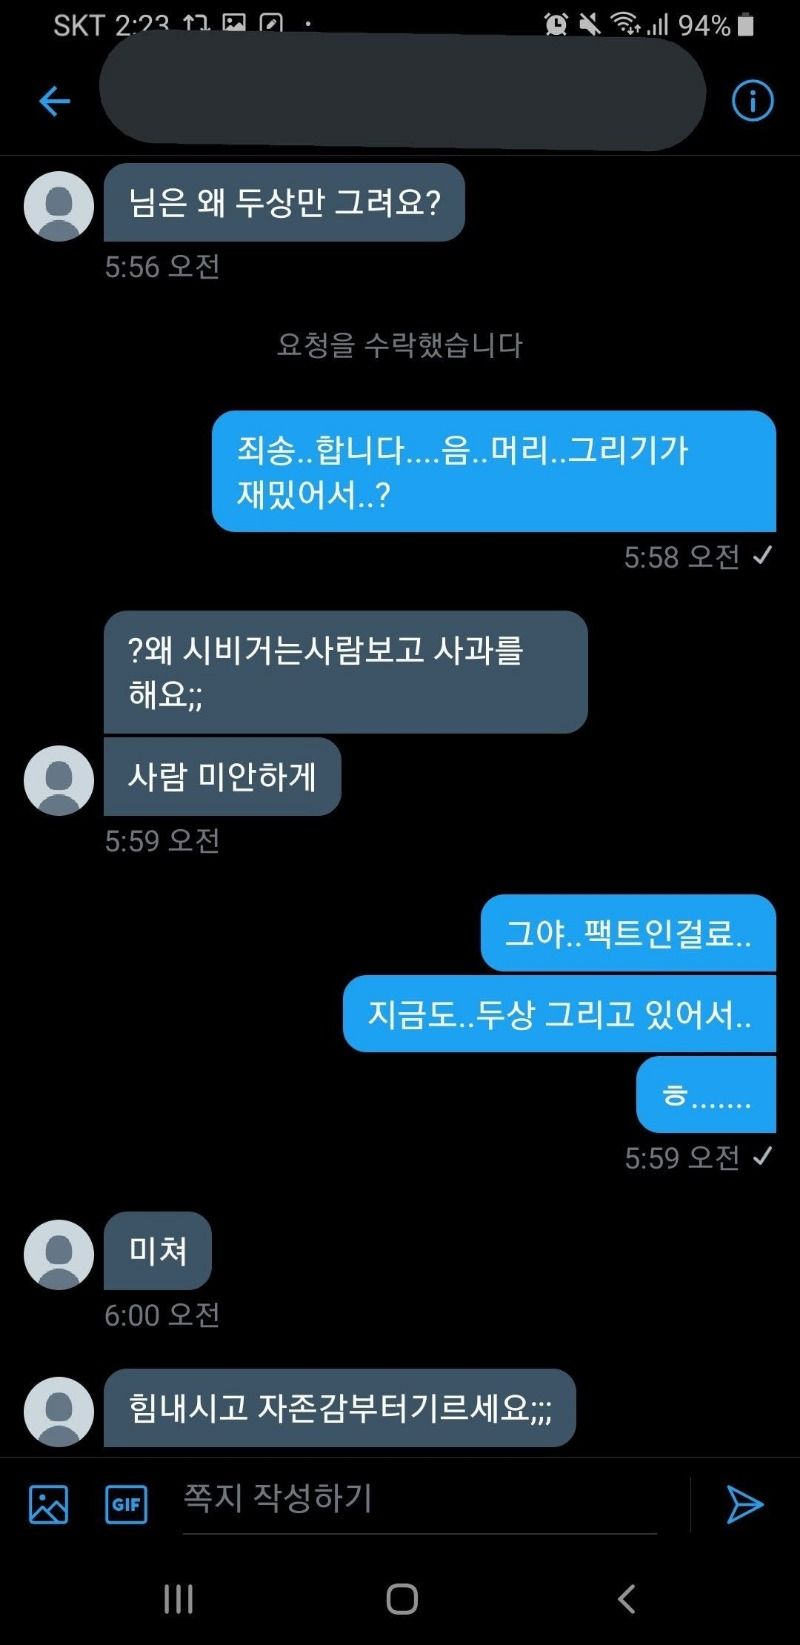 SKT 2:23
94%
님은 왜 두상만 그려요?
5:56 오전
요청을 수락했습니다
죄송..합니다....음..머리..그리기가
재밌어서..?
5:58 오전
?왜 시비거는사람보고 사과를
해요;;
사람 미안하게
5:59 오전
그야..팩트인걸료..
지금도..두상 그리고 있어서..
ㅎ.......
5:59 오전
미쳐
6:00 오전
힘내시고 자존감부터기르세요;;;
GIF
쪽지 작성하기